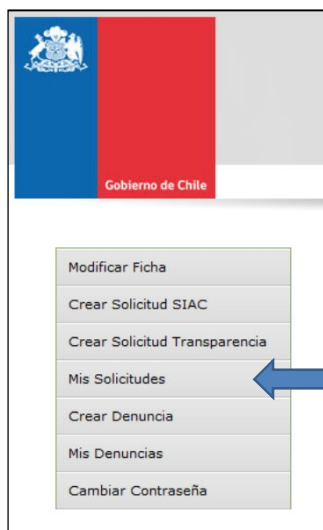 Gobierno de Chile
Modificar Ficha
Crear Solicitud SIAC
Crear Solicitud Transparencia
Mis Solicitudes
Crear Denuncia
Mis Denuncias
Cambiar Contraseña